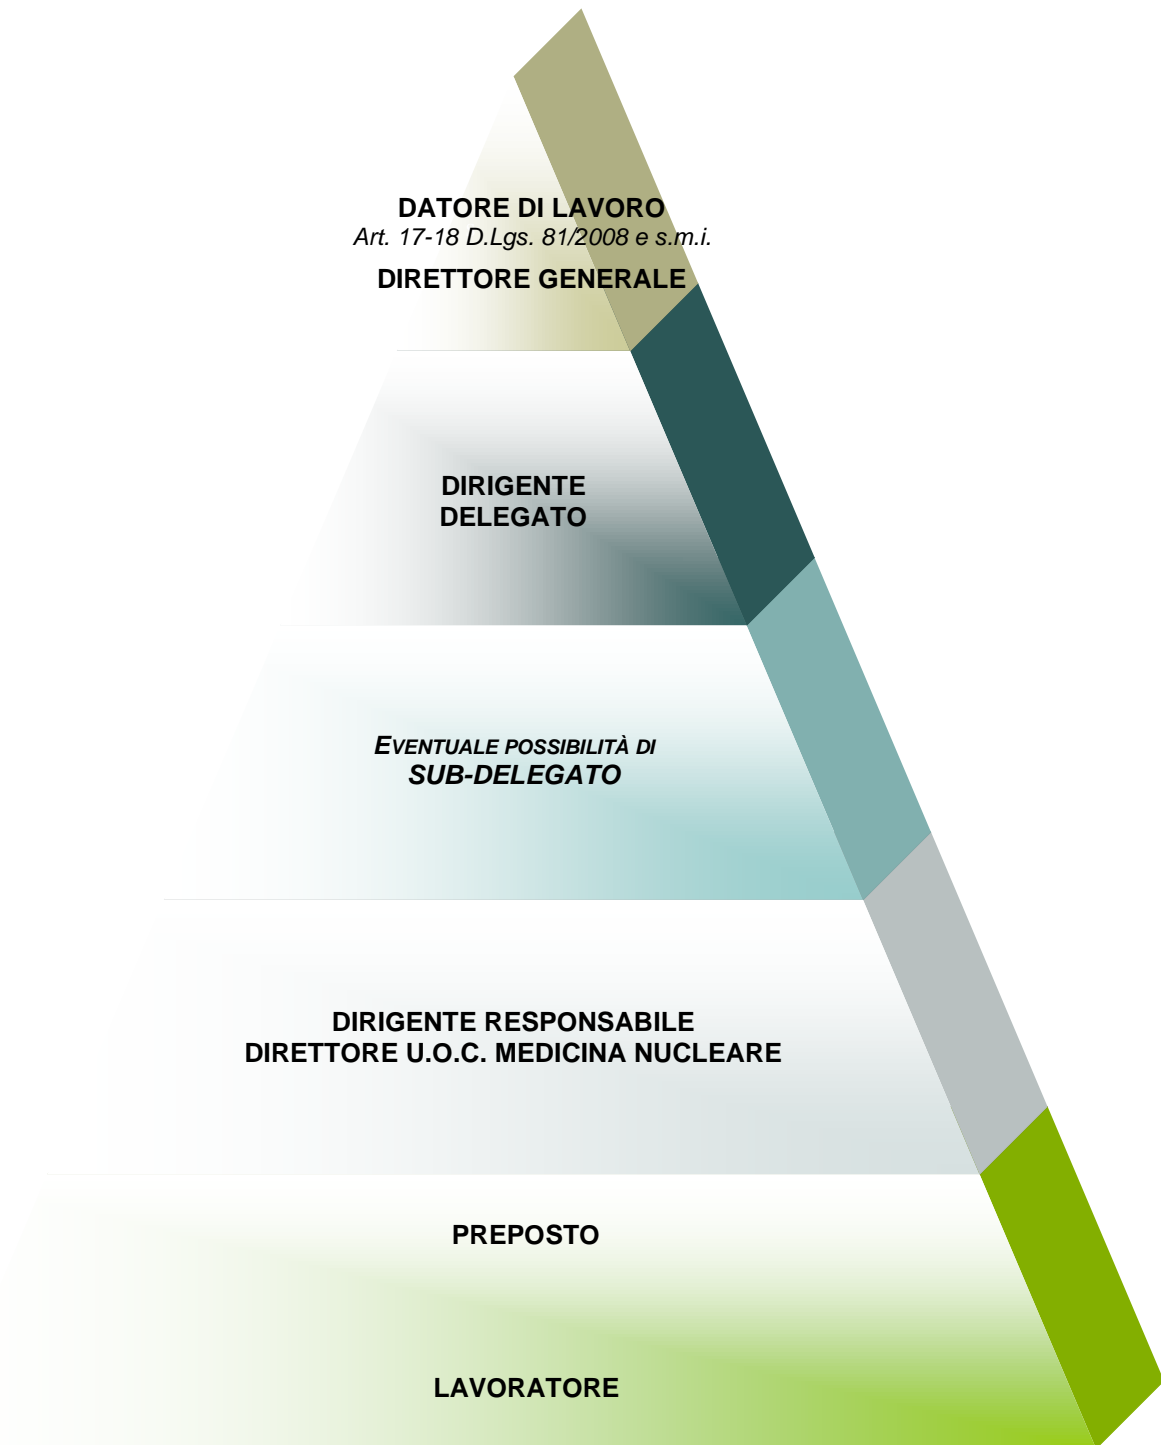 DATORE DI LAVORO
Art. 17-18 D.Lgs. 81/2008 e s.m.i.
DIRETTORE GENERALE
DIRIGENTE
DELEGATO
EVENTUALE POSSIBILITÀ DI
SUB-DELEGATO
DIRIGENTE RESPONSABILE
DIRETTORE U.O.C. MEDICINA NUCLEARE
PREPOSTO
LAVORATORE